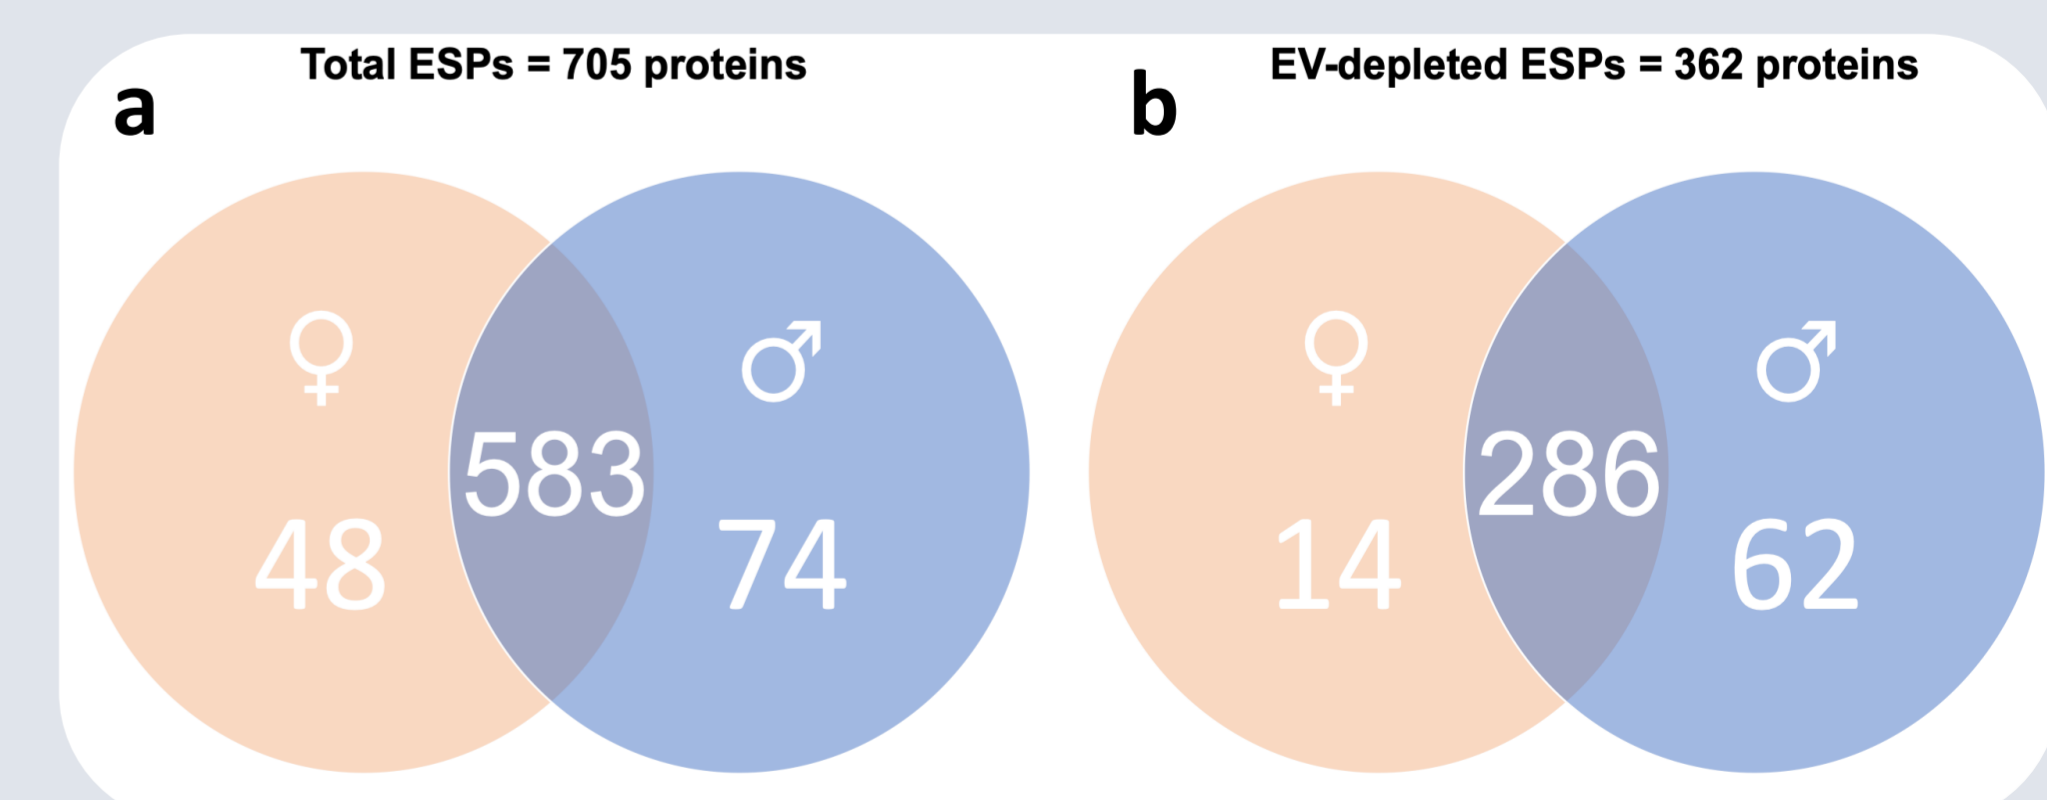 Total ESPs = 705 proteins
a
♀
♂
583
48
74
EV-depleted ESPs = 362 proteins
b
♀
♂
286
14
62